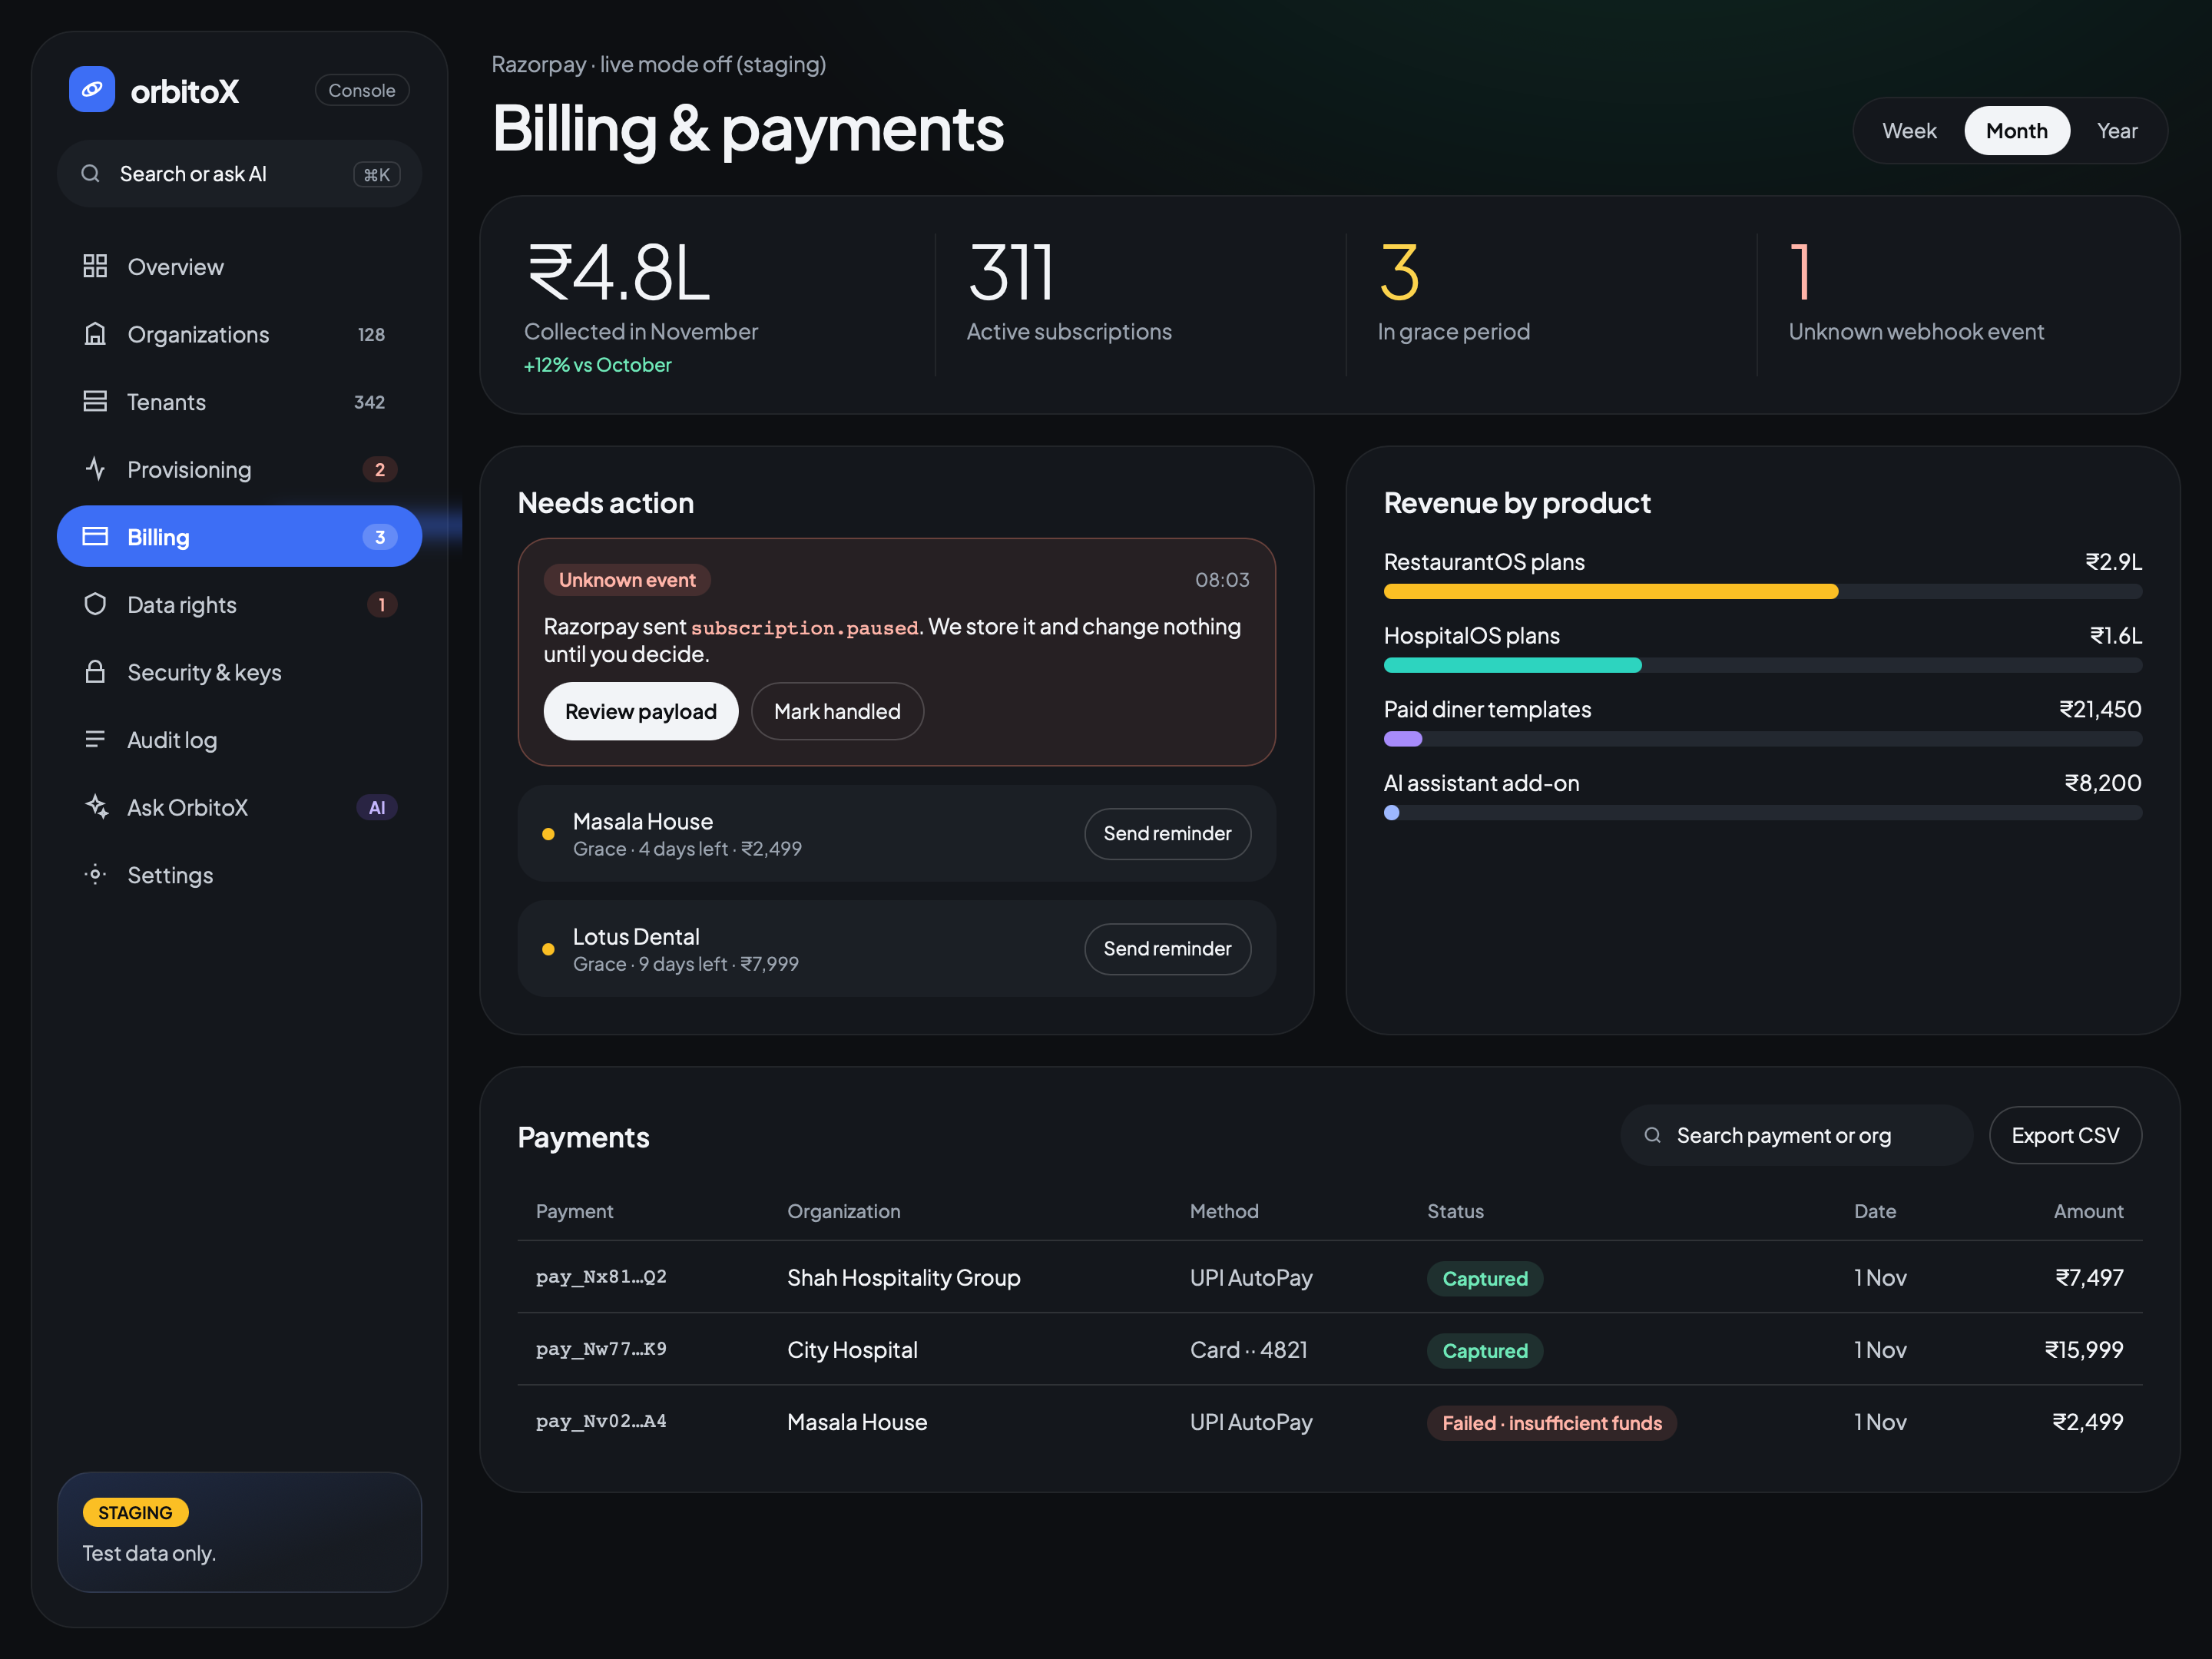 orbitoX
Console
Search or ask AI
⌘K
Overview
Organizations 128
Tenants 342
Provisioning 2
Billing 3
Data rights 1
Security & keys
Audit log
Ask OrbitoX AI
Settings
STAGING
Test data only.
Razorpay · live mode off (staging)
Billing & payments
Week Month Year
₹4.8L
Collected in November
+12% vs October
311
Active subscriptions
3
In grace period
1
Unknown webhook event
Needs action
Unknown event 08:03
Razorpay sent subscription.paused. We store it and change nothing
until you decide.
Review payload Mark handled
Masala House
Grace · 4 days left · ₹2,499
Send reminder
Lotus Dental
Grace · 9 days left · ₹7,999
Send reminder
Revenue by product
RestaurantOS plans ₹2.9L
HospitalOS plans ₹1.6L
Paid diner templates ₹21,450
AI assistant add-on ₹8,200
Payments
Search payment or org
Export CSV
Payment Organization Method Status Date Amount
pay_Nx81…Q2 Shah Hospitality Group UPI AutoPay Captured 1 Nov ₹7,497
pay_Nw77…K9 City Hospital Card ·· 4821 Captured 1 Nov ₹15,999
pay_Nv02…A4 Masala House UPI AutoPay Failed · insufficient funds 1 Nov ₹2,499